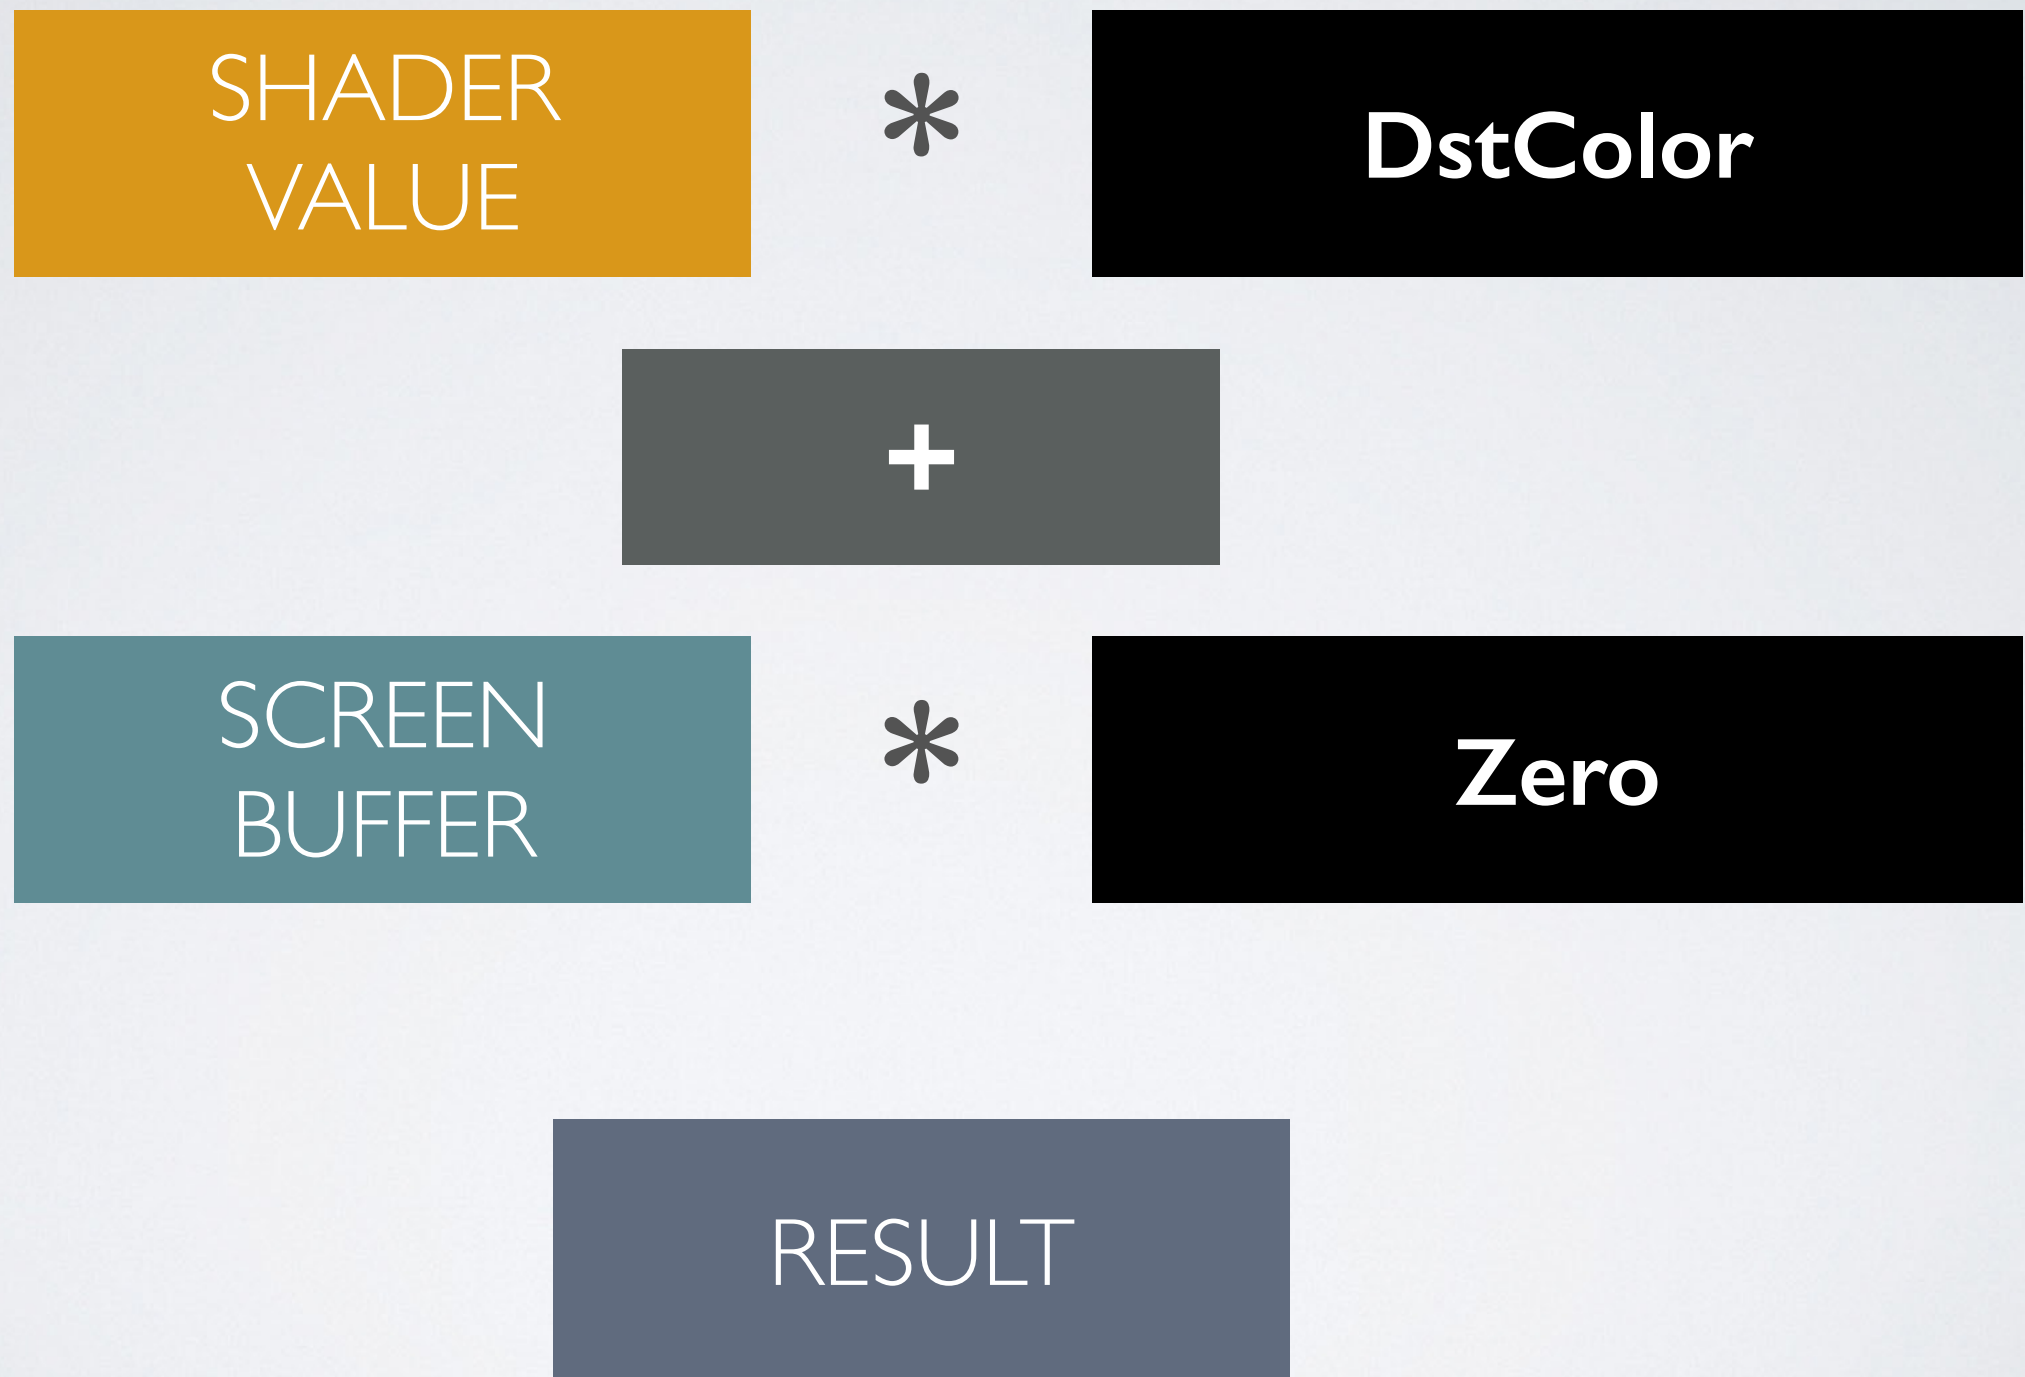 SHADER
VALUE
*
DstColor
+
SCREEN
BUFFER
*
Zero
RESULT